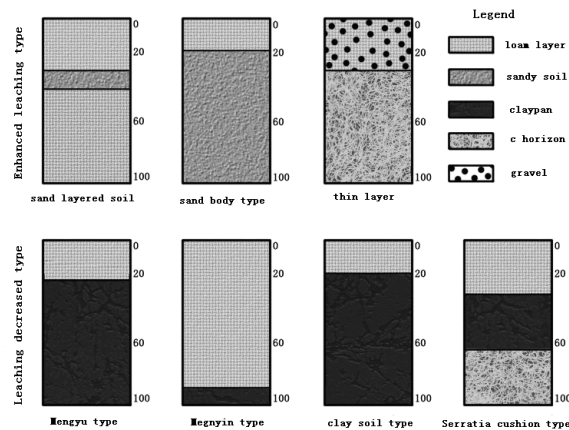 Enhanced leaching type
0
20
60
100
sand layered soil
0
20
60
100
sand body type
0
20
60
100
thin layer
Legend
loam layer
sandy soil
claypan
c horizon
gravel
Leaching decreased type
0
20
60
100
Mengyu type
0
20
60
100
Megnyin type
0
20
60
100
clay soil type
0
20
60
100
Serratia cushion type